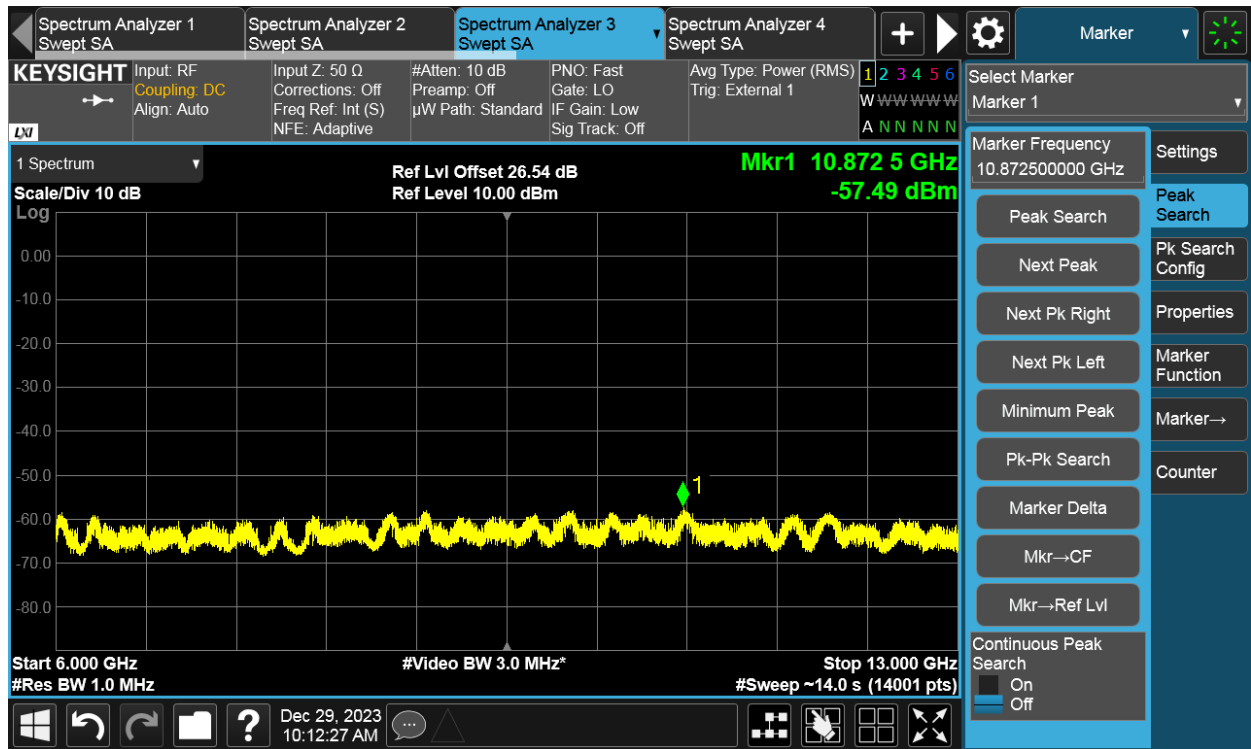 Spectrum Analyzer 1
Swept SA
Spectrum Analyzer 2
Swept SA
Spectrum Analyzer 3
Swept SA
Spectrum Analyzer 4
Swept SA
Marker
KEYSIGHT
LXI
Input: RF
Coupling: DC
Align: Auto
Input Z: 50 Ω
Corrections: Off
Freq Ref: Int (S)
NFE: Adaptive
#Atten: 10 dB
Preamp: Off
µW Path: Standard
PNO: Fast
Gate: LO
IF Gain: Low
Sig Track: Off
Avg Type: Power (RMS)
Trig: External 1
1 2 3 4 5 6
W W W W W W
A N N N N N
Select Marker
Marker 1
1 Spectrum
Scale/Div 10 dB
Log
Ref Lvl Offset 26.54 dB
Ref Level 10.00 dBm
Mkr1 10.872 5 GHz
-57.49 dBm
0.00
-10.0
-20.0
-30.0
-40.0
-50.0
-60.0
-70.0
-80.0
1
Start 6.000 GHz
#Res BW 1.0 MHz
#Video BW 3.0 MHz*
Stop 13.000 GHz
#Sweep ~14.0 s (14001 pts)
Marker Frequency
10.872500000 GHz
Peak Search
Next Peak
Next Pk Right
Next Pk Left
Minimum Peak
Pk-Pk Search
Marker Delta
Mkr→CF
Mkr→Ref Lvl
Continuous Peak
Search
On
Off
Settings
Peak
Search
Pk Search
Config
Properties
Marker
Function
Marker→
Counter
?
Dec 29, 2023
10:12:27 AM